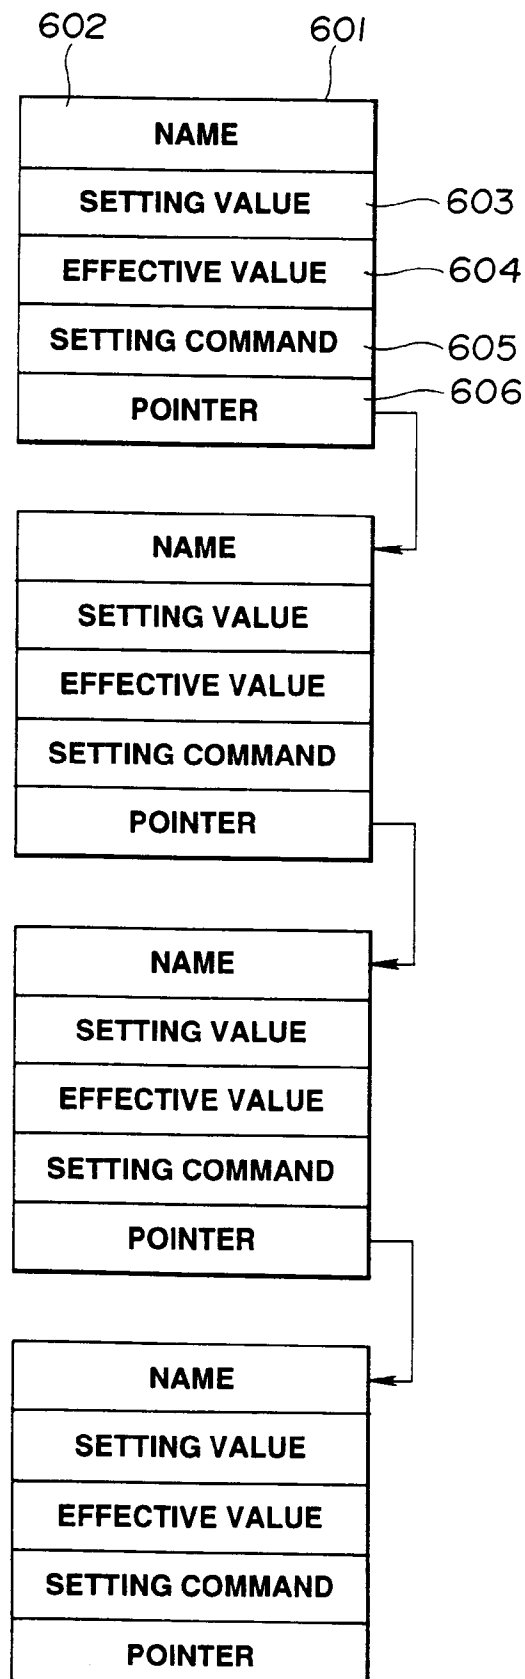 602 601
NAME
SETTING VALUE 603
EFFECTIVE VALUE 604
SETTING COMMAND 605
POINTER 606
NAME
SETTING VALUE
EFFECTIVE VALUE
SETTING COMMAND
POINTER
NAME
SETTING VALUE
EFFECTIVE VALUE
SETTING COMMAND
POINTER
NAME
SETTING VALUE
EFFECTIVE VALUE
SETTING COMMAND
POINTER